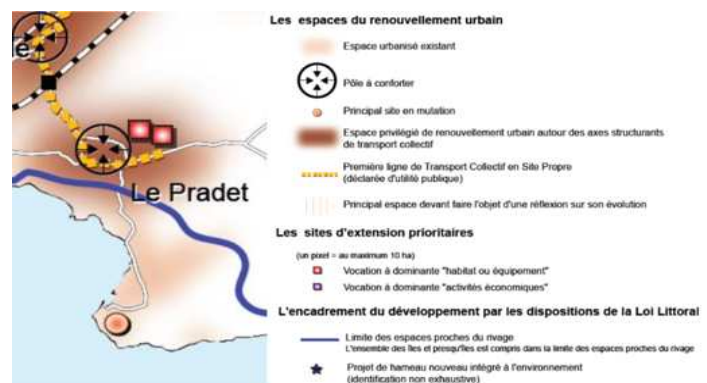 e
Le Pradet
Les espaces du renouvellement urbain
Espace urbanisé existant
Pôle à conforter
Principal site en mutation
Espace privilégié de renouvellement urbain autour des axes structurants
de transport collectif
Première ligne de Transport Collectif en Site Propre
(déclarée d'utilité publique)
Principal espace devant faire l'objet d'une réflexion sur son évolution
Les sites d'extension prioritaires
(un pixel = au maximum 10 ha)
Vocation à dominante "habitat ou équipement"
Vocation à dominante "activités économiques"
L'encadrement du développement par les dispositions de la Loi Littoral
Limite des espaces proches du rivage
L'ensemble des îles et presqu'îles est compris dans la limite des espaces proches du rivage
Projet de hameau nouveau intégré à l'environnement
(identification non exhaustive)